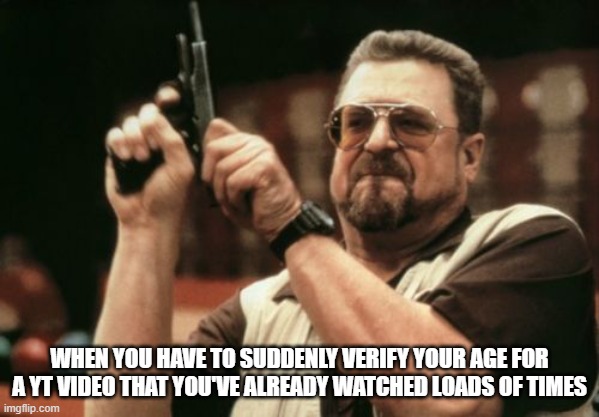 WHEN YOU HAVE TO SUDDENLY VERIFY YOUR AGE FOR
A YT VIDEO THAT YOU'VE ALREADY WATCHED LOADS OF TIMES
imgflip.com